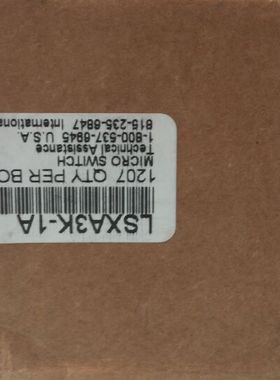 LSXA3K-1A
1207 QTY PER BO
MICRO SWITCH
Technical Assistance
1-800-537-6945 U.S.A.
815-235-6847 Internationa